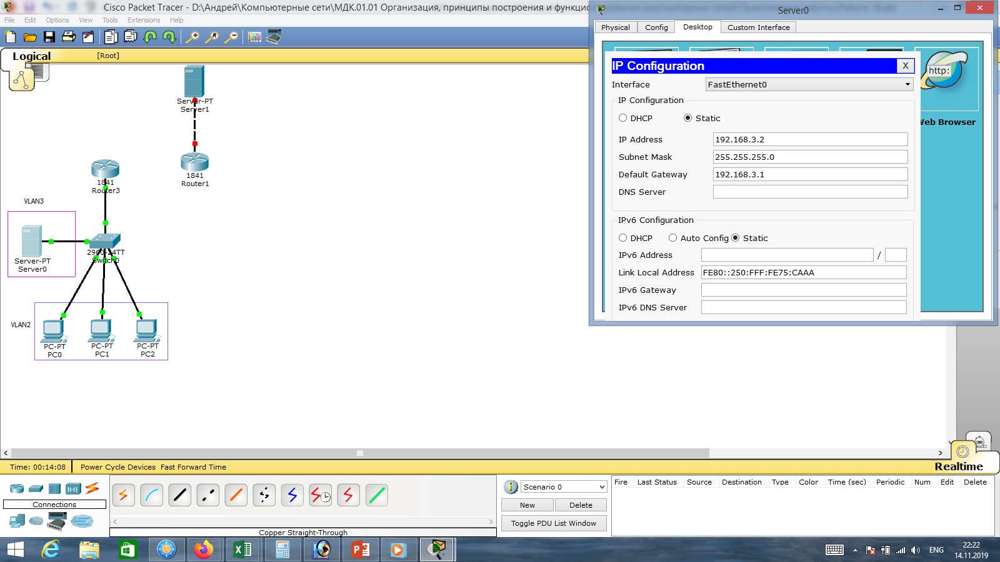 Cisco Packet Tracer - D:\Андрей\Компьютерные сети\МДК.01.01 Организация, принципы построения и функцио
File Edit Options View Tools Extensions Help
Logical
[Root]
Server-PT
Server1
1841
Router1
1841
Router3
VLAN3
Server-PT
Server0
2960-24TT
Switch0
VLAN2
PC-PT
PC0
PC-PT
PC1
PC-PT
PC2
Server0
Physical Config Desktop Custom Interface
IP Configuration
X
Interface
FastEthernet0
IP Configuration
DHCP
Static
IP Address
192.168.3.2
Subnet Mask
255.255.255.0
Default Gateway
192.168.3.1
DNS Server
IPv6 Configuration
DHCP
Auto Config
Static
IPv6 Address
/
Link Local Address
FE80::250:FFF:FE75:CAAA
IPv6 Gateway
IPv6 DNS Server
http:
Web Browser
Time: 00:14:08
Power Cycle Devices Fast Forward Time
Realtime
Connections
Copper Straight-Through
Scenario 0
New
Delete
Toggle PDU List Window
Fire Last Status Source Destination Type Color Time (sec) Periodic Num Edit Delete
ENG
22:22
14.11.2019